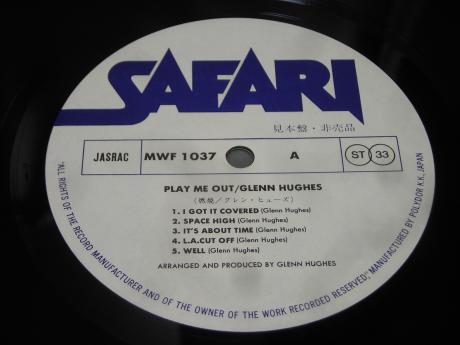 SAFARI
見本盤・非売品
JASRAC MWF 1037 A ST 33
PLAY ME OUT/GLENN HUGHES
(燃焼/グレン・ヒューズ)
1. I GOT IT COVERED (Glenn Hughes)
2. SPACE HIGH (Glenn Hughes)
3. IT'S ABOUT TIME (Glenn Hughes)
4. L.A.CUT OFF (Glenn Hughes)
5. WELL (Glenn Hughes)
ARRANGED AND PRODUCED BY GLENN HUGHES
"ALL RIGHTS OF THE RECORD MANUFACTURER AND OF THE OWNER OF THE WORK RECORDED RESERVED," MANUFACTURED BY POLYDOR K.K., JAPAN